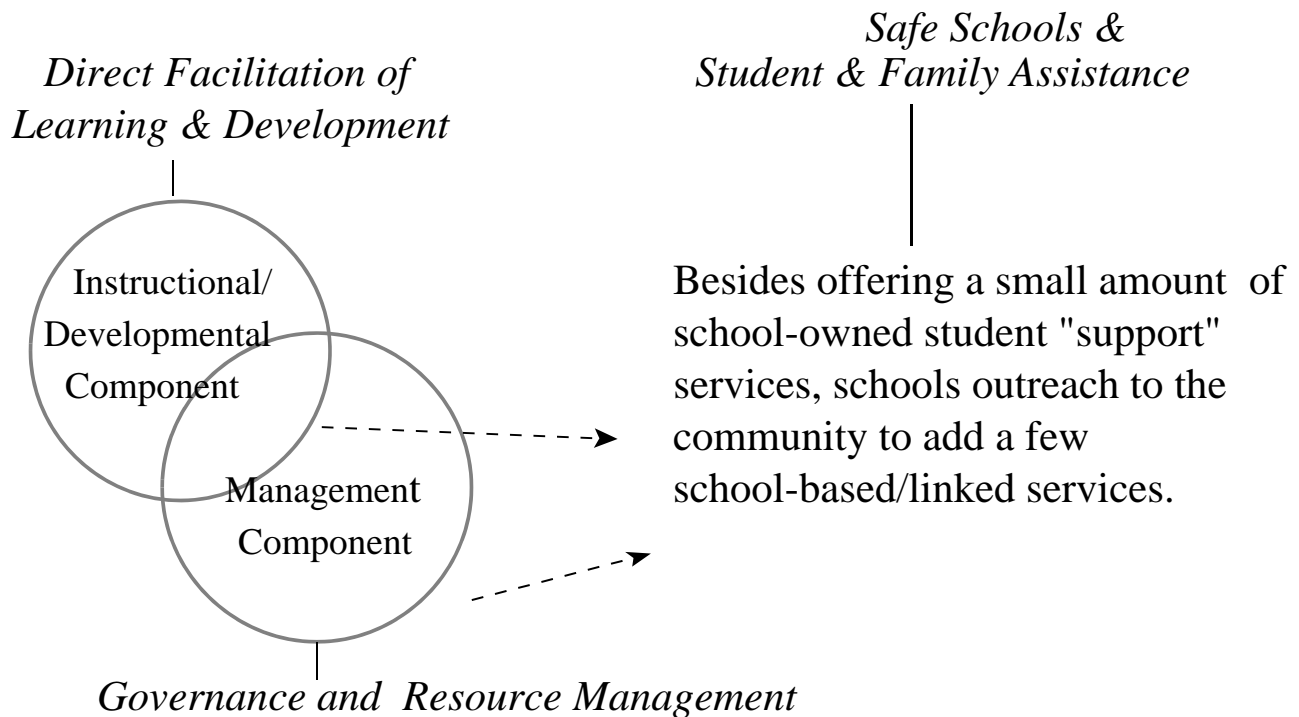 Direct Facilitation of
Learning & Development
Safe Schools &
Student & Family Assistance
Instructional/
Developmental
Component
Management
Component
Besides offering a small amount of
school-owned student "support"
services, schools outreach to the
community to add a few
school-based/linked services.
Governance and Resource Management